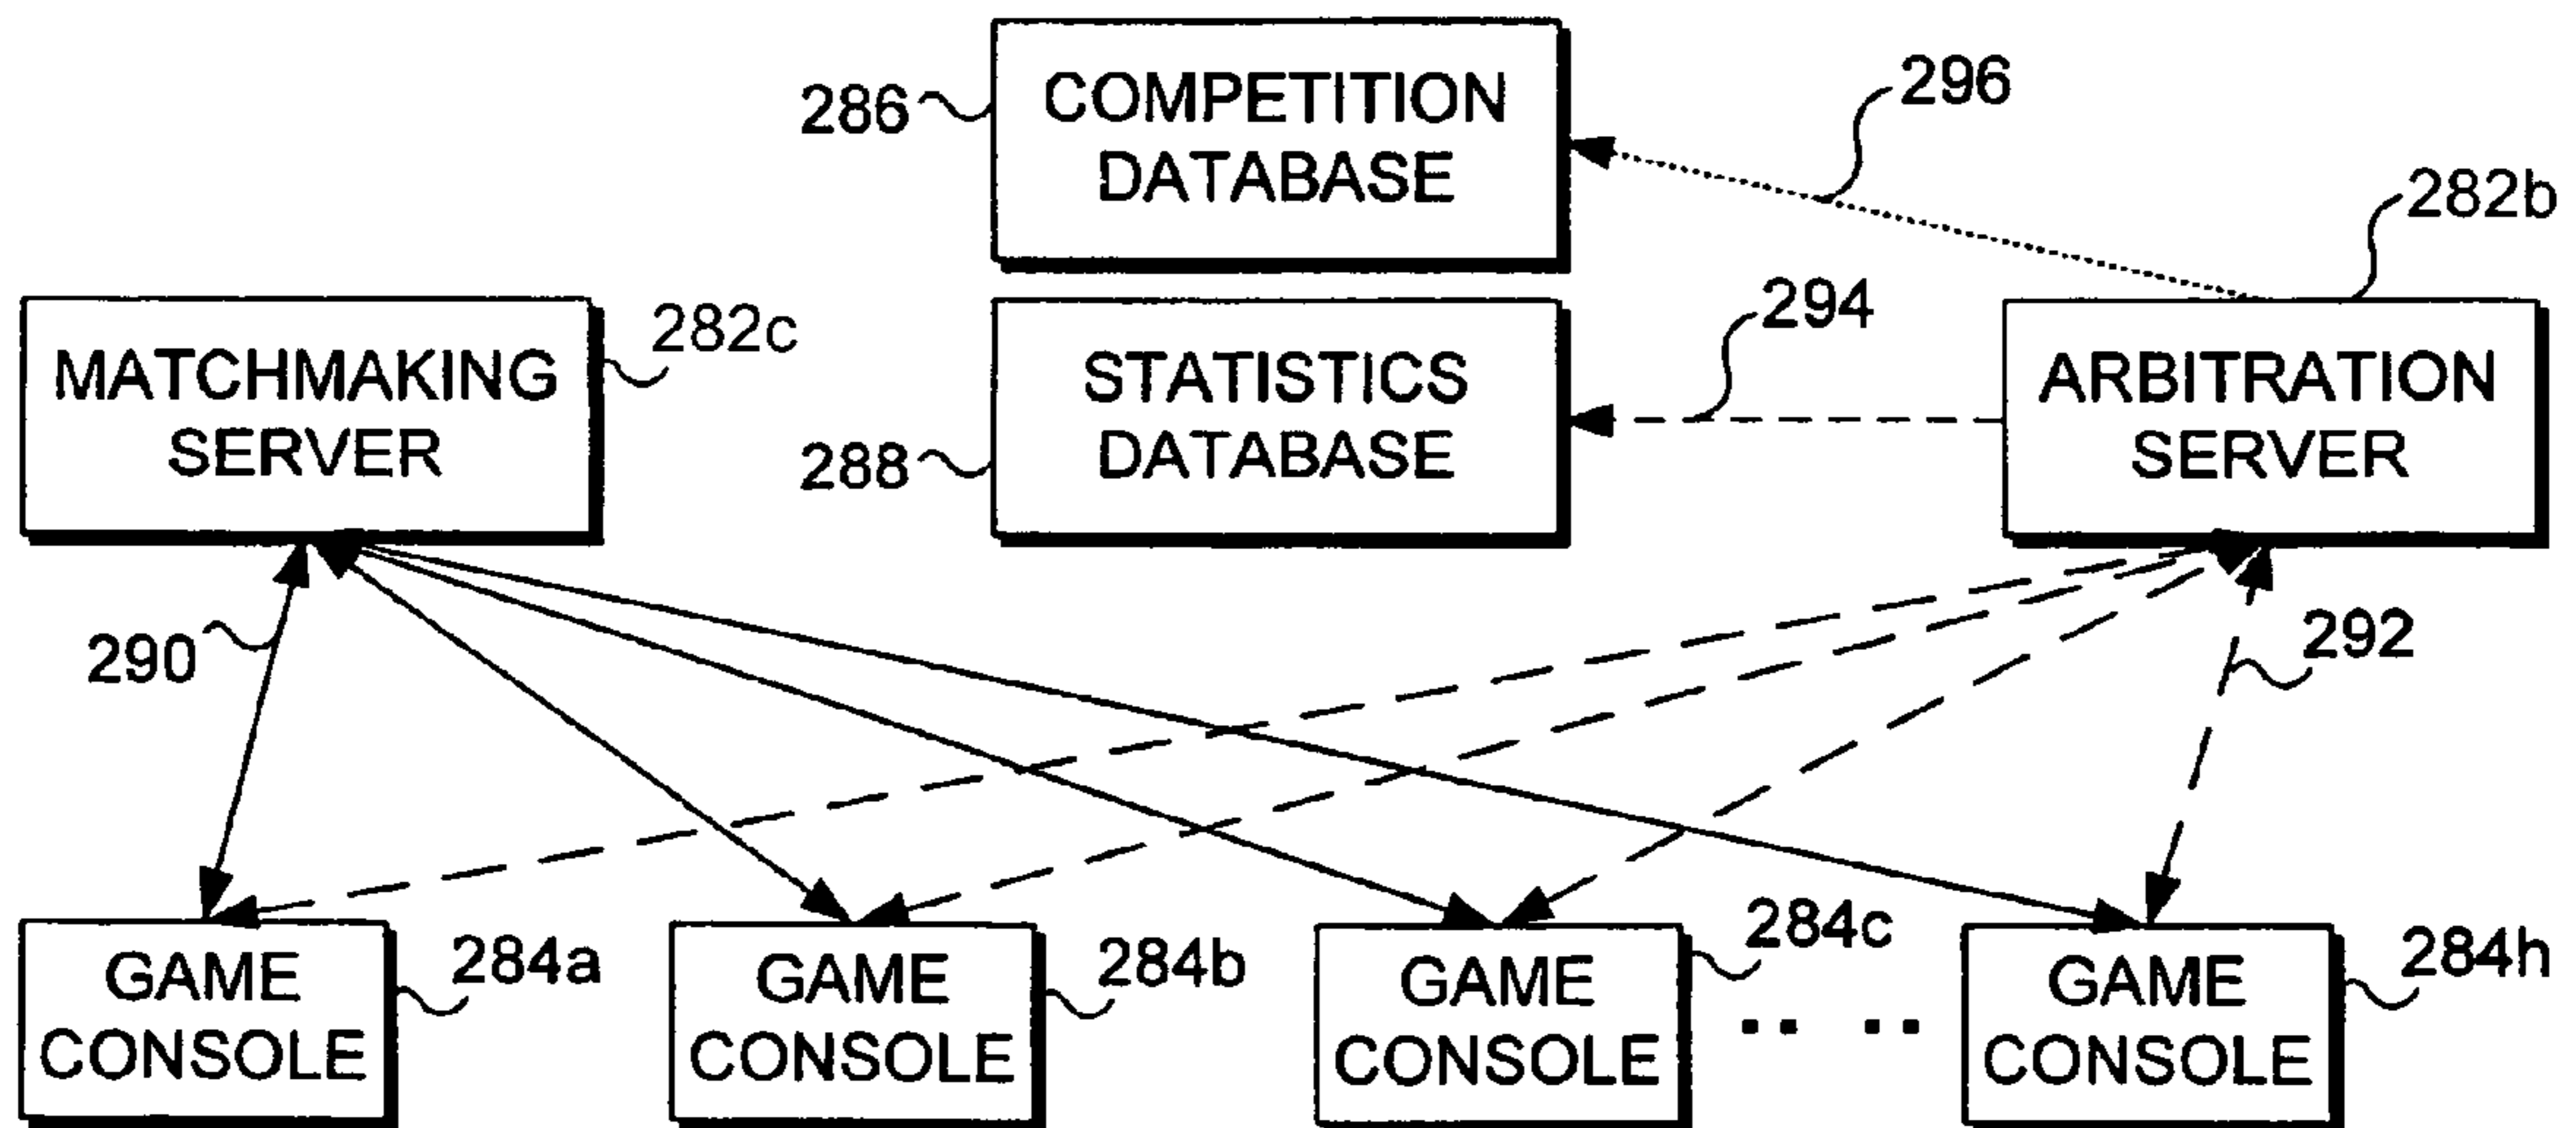 286
COMPETITION
DATABASE
296
282b
MATCHMAKING
SERVER
282c
288
STATISTICS
DATABASE
294
ARBITRATION
SERVER
290
292
GAME
CONSOLE
284a
GAME
CONSOLE
284b
GAME
CONSOLE
284c
GAME
CONSOLE
284h